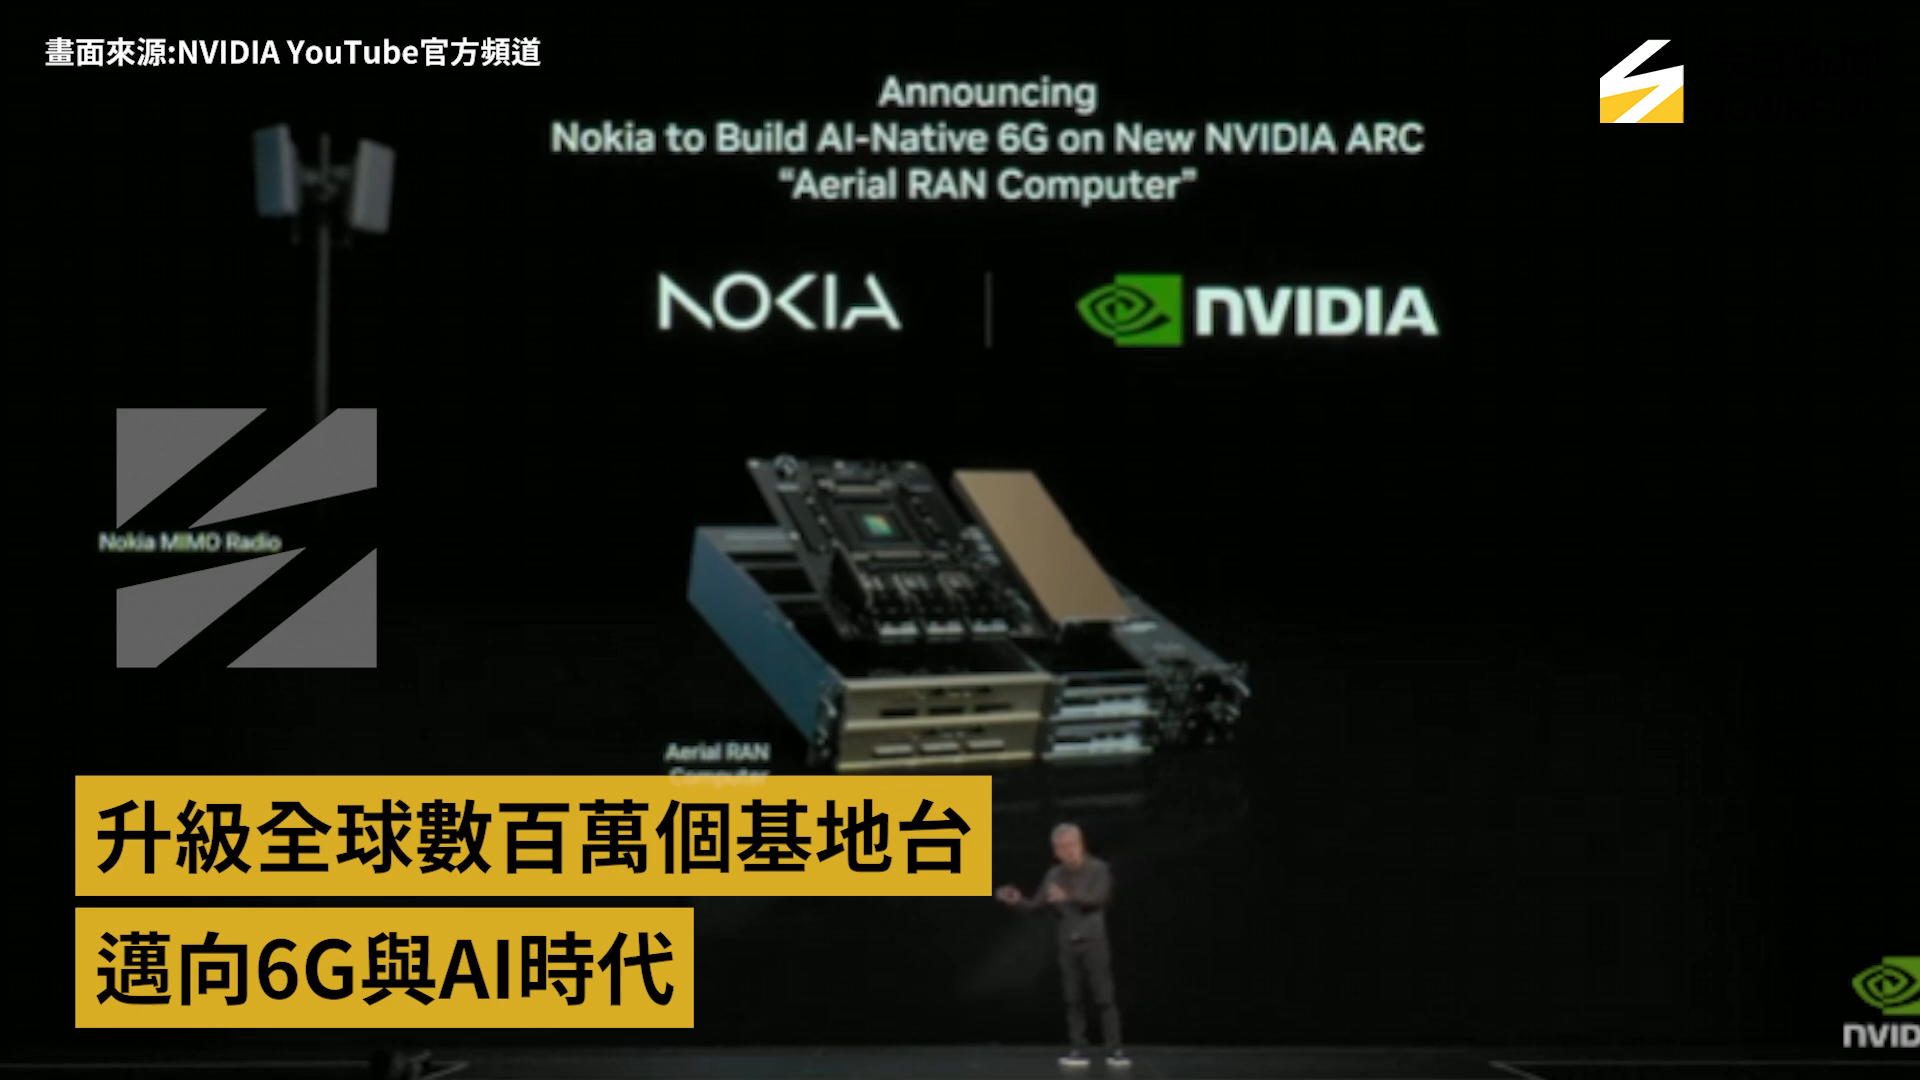 畫面來源:NVIDIA YouTube官方頻道
Announcing
Nokia to Build AI-Native 6G on New NVIDIA ARC
“Aerial RAN Computer”
NOKIA
NVIDIA
Nokia MIMO Radio
Aerial RAN
Computer
升級全球數百萬個基地台
邁向6G與AI時代
NVID